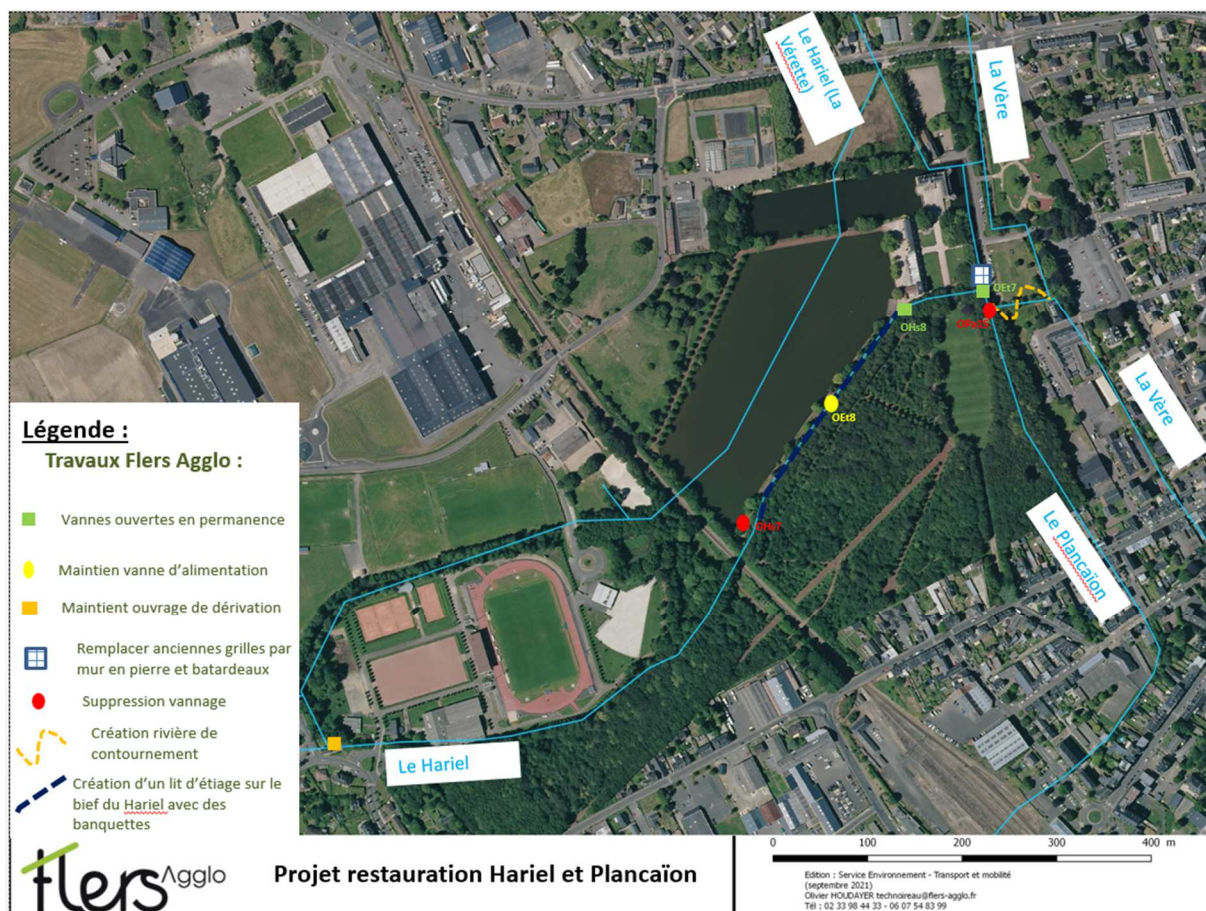 Le Hariel (La
Vérette)
La Vère
OEt7
OHs8
OEt8
La Vère
Le Plancaïon
Le Hariel
Légende :
Travaux Flers Agglo :
Vannes ouvertes en permanence
Maintien vanne d'alimentation
Maintient ouvrage de dérivation
Remplacer anciennes grilles par
mur en pierre et batardeaux
Suppression vannage
Création rivière de
contournement
Création d'un lit d'étiage sur le
bief du Hariel avec des
banquettes
flers Agglo
Projet restauration Hariel et Plancaïon
0 100 200 300 400 m
Edition : Service Environnement - Transport et mobilité
(septembre 2021)
Olivier HOUDAYER technoireau@flers-agglo.fr
Tél : 02 33 98 44 33 - 06 07 54 83 99